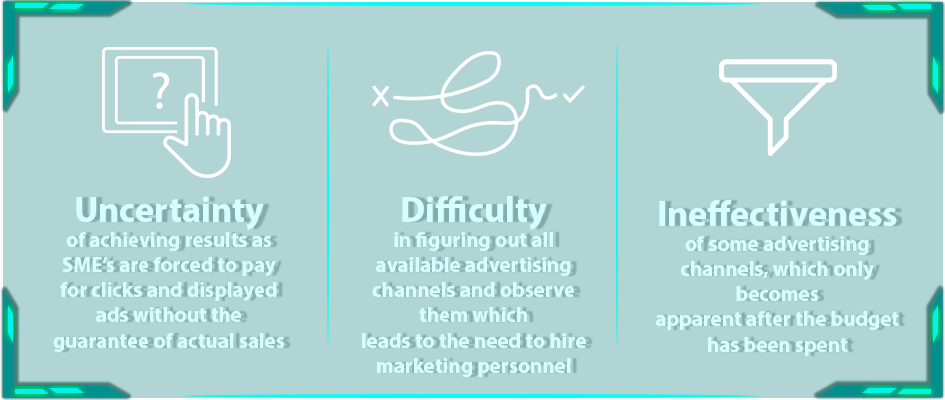 ?
Uncertainty
of achieving results as
SME's are forced to pay
for clicks and displayed
ads without the
guarantee of actual sales
Difficulty
in figuring out all
available advertising
channels and observe
them which
leads to the need to hire
marketing personnel
Ineffectiveness
of some advertising
channels, which only
becomes
apparent after the budget
has been spent